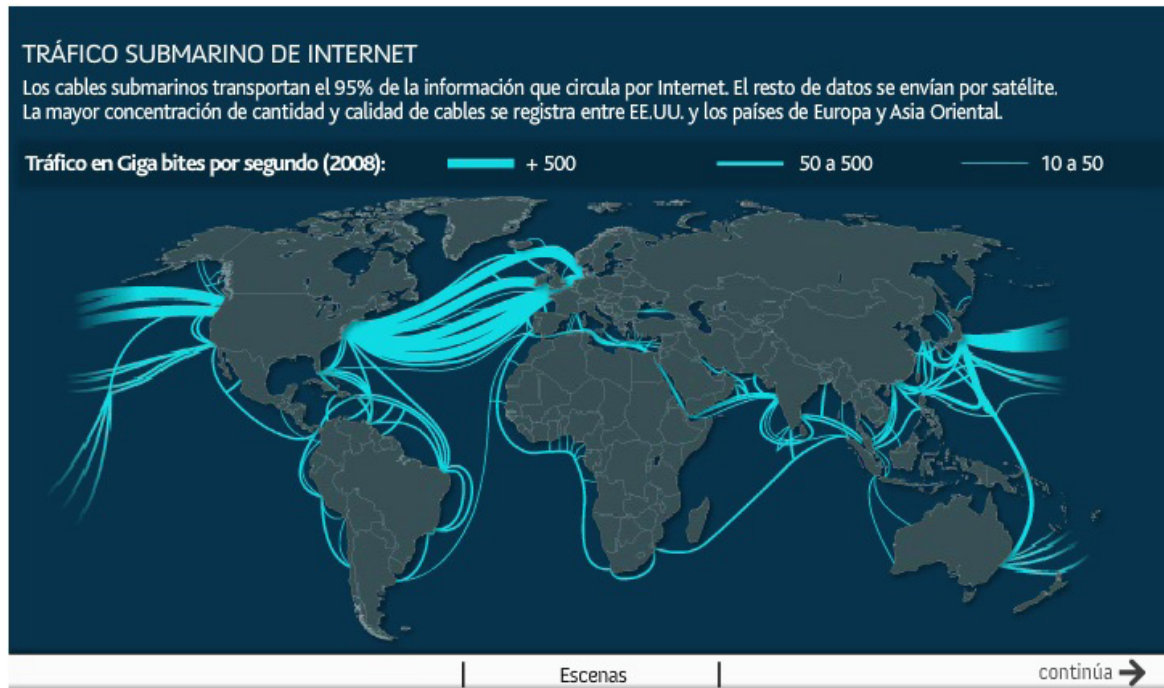 TRÁFICO SUBMARINO DE INTERNET
Los cables submarinos transportan el 95% de la información que circula por Internet. El resto de datos se envían por satélite.
La mayor concentración de cantidad y calidad de cables se registra entre EE.UU. y los países de Europa y Asia Oriental.
Tráfico en Giga bites por segundo (2008): + 500 50 a 500 10 a 50
Escenas continúa